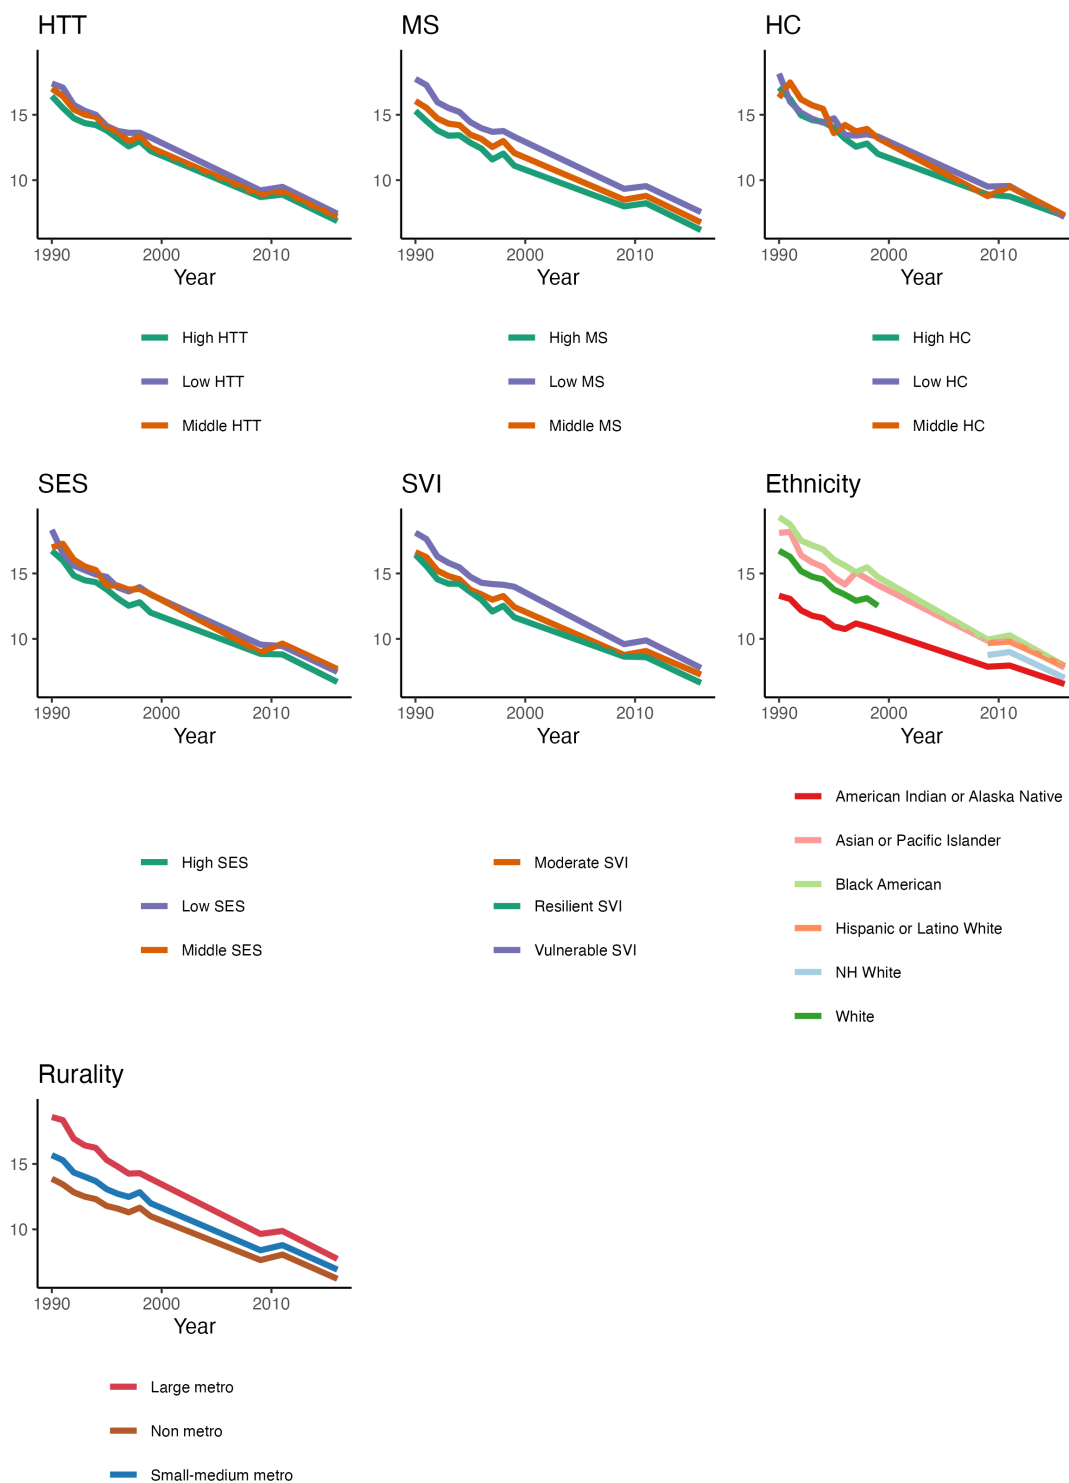 HTT
15
10
1990 2000 2010
Year
High HTT
Low HTT
Middle HTT
MS
15
10
1990 2000 2010
Year
High MS
Low MS
Middle MS
HC
15
10
1990 2000 2010
Year
High HC
Low HC
Middle HC
SES
15
10
1990 2000 2010
Year
High SES
Low SES
Middle SES
SVI
15
10
1990 2000 2010
Year
Moderate SVI
Resilient SVI
Vulnerable SVI
Ethnicity
15
10
1990 2000 2010
Year
American Indian or Alaska Native
Asian or Pacific Islander
Black American
Hispanic or Latino White
NH White
White
Rurality
15
10
1990 2000 2010
Year
Large metro
Non metro
Small-medium metro